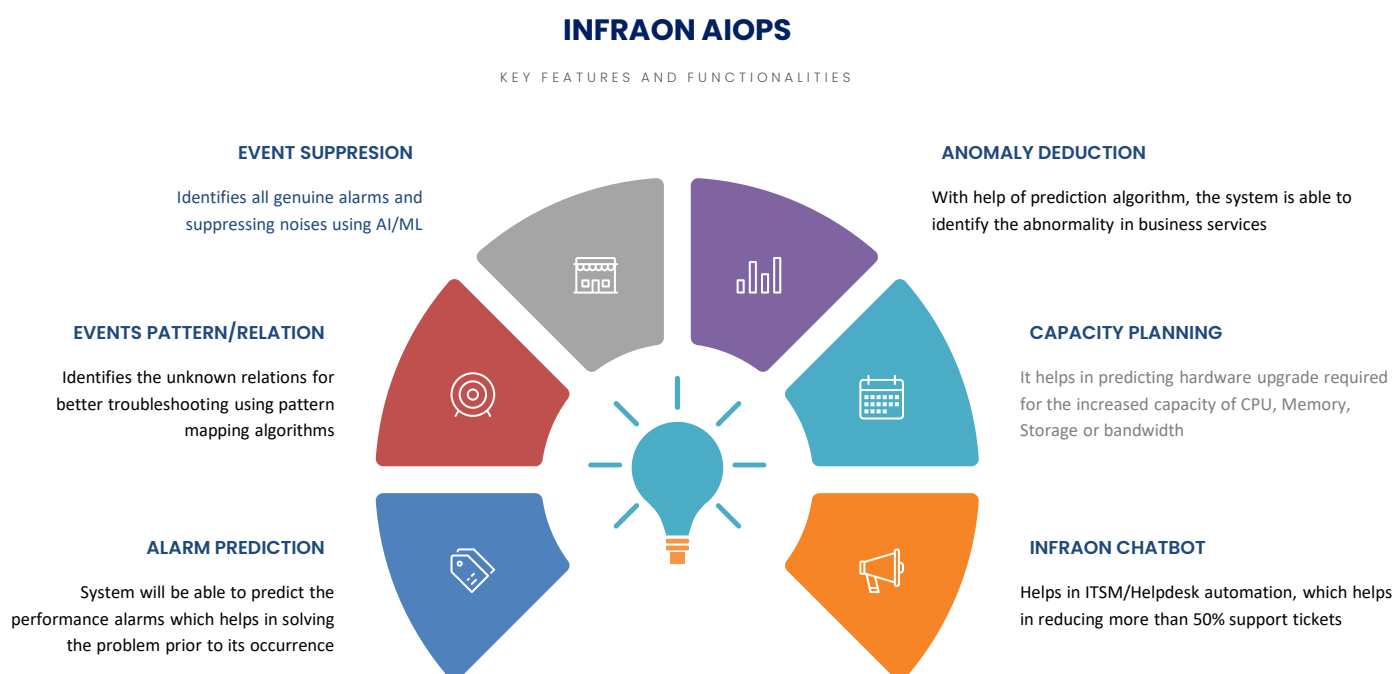 INFRAON AIOPS
KEY FEATURES AND FUNCTIONALITIES
EVENT SUPPRESION
Identifies all genuine alarms and
suppressing noises using AI/ML
EVENTS PATTERN/RELATION
Identifies the unknown relations for
better troubleshooting using pattern
mapping algorithms
ALARM PREDICTION
System will be able to predict the
performance alarms which helps in solving
the problem prior to its occurrence
ANOMALY DEDUCTION
With help of prediction algorithm, the system is able to
identify the abnormality in business services
CAPACITY PLANNING
It helps in predicting hardware upgrade required
for the increased capacity of CPU, Memory,
Storage or bandwidth
INFRAON CHATBOT
Helps in ITSM/Helpdesk automation, which helps
in reducing more than 50% support tickets